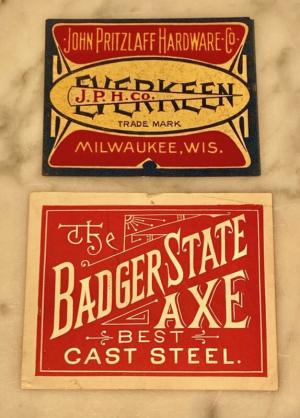 JOHN PRITZLAFF HARDWARE CO.
EVERKEEN
J.P.H.CO.
TRADE MARK
MILWAUKEE, WIS.
The
BADGER STATE
AXE
BEST
CAST STEEL.